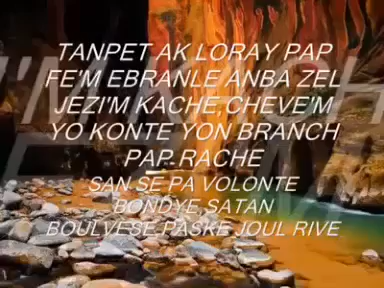 TANPET AK LORAY PAP
FE'M EBRANLE ANBA ZEL
JEZI'M KACHE,CHEVE'M
YO KONTE YON BRANCH
PAP RACHE
SAN SE PA VOLONTE
BONDYE,SATAN
BOULVESE,PASKE JOUL RIVE